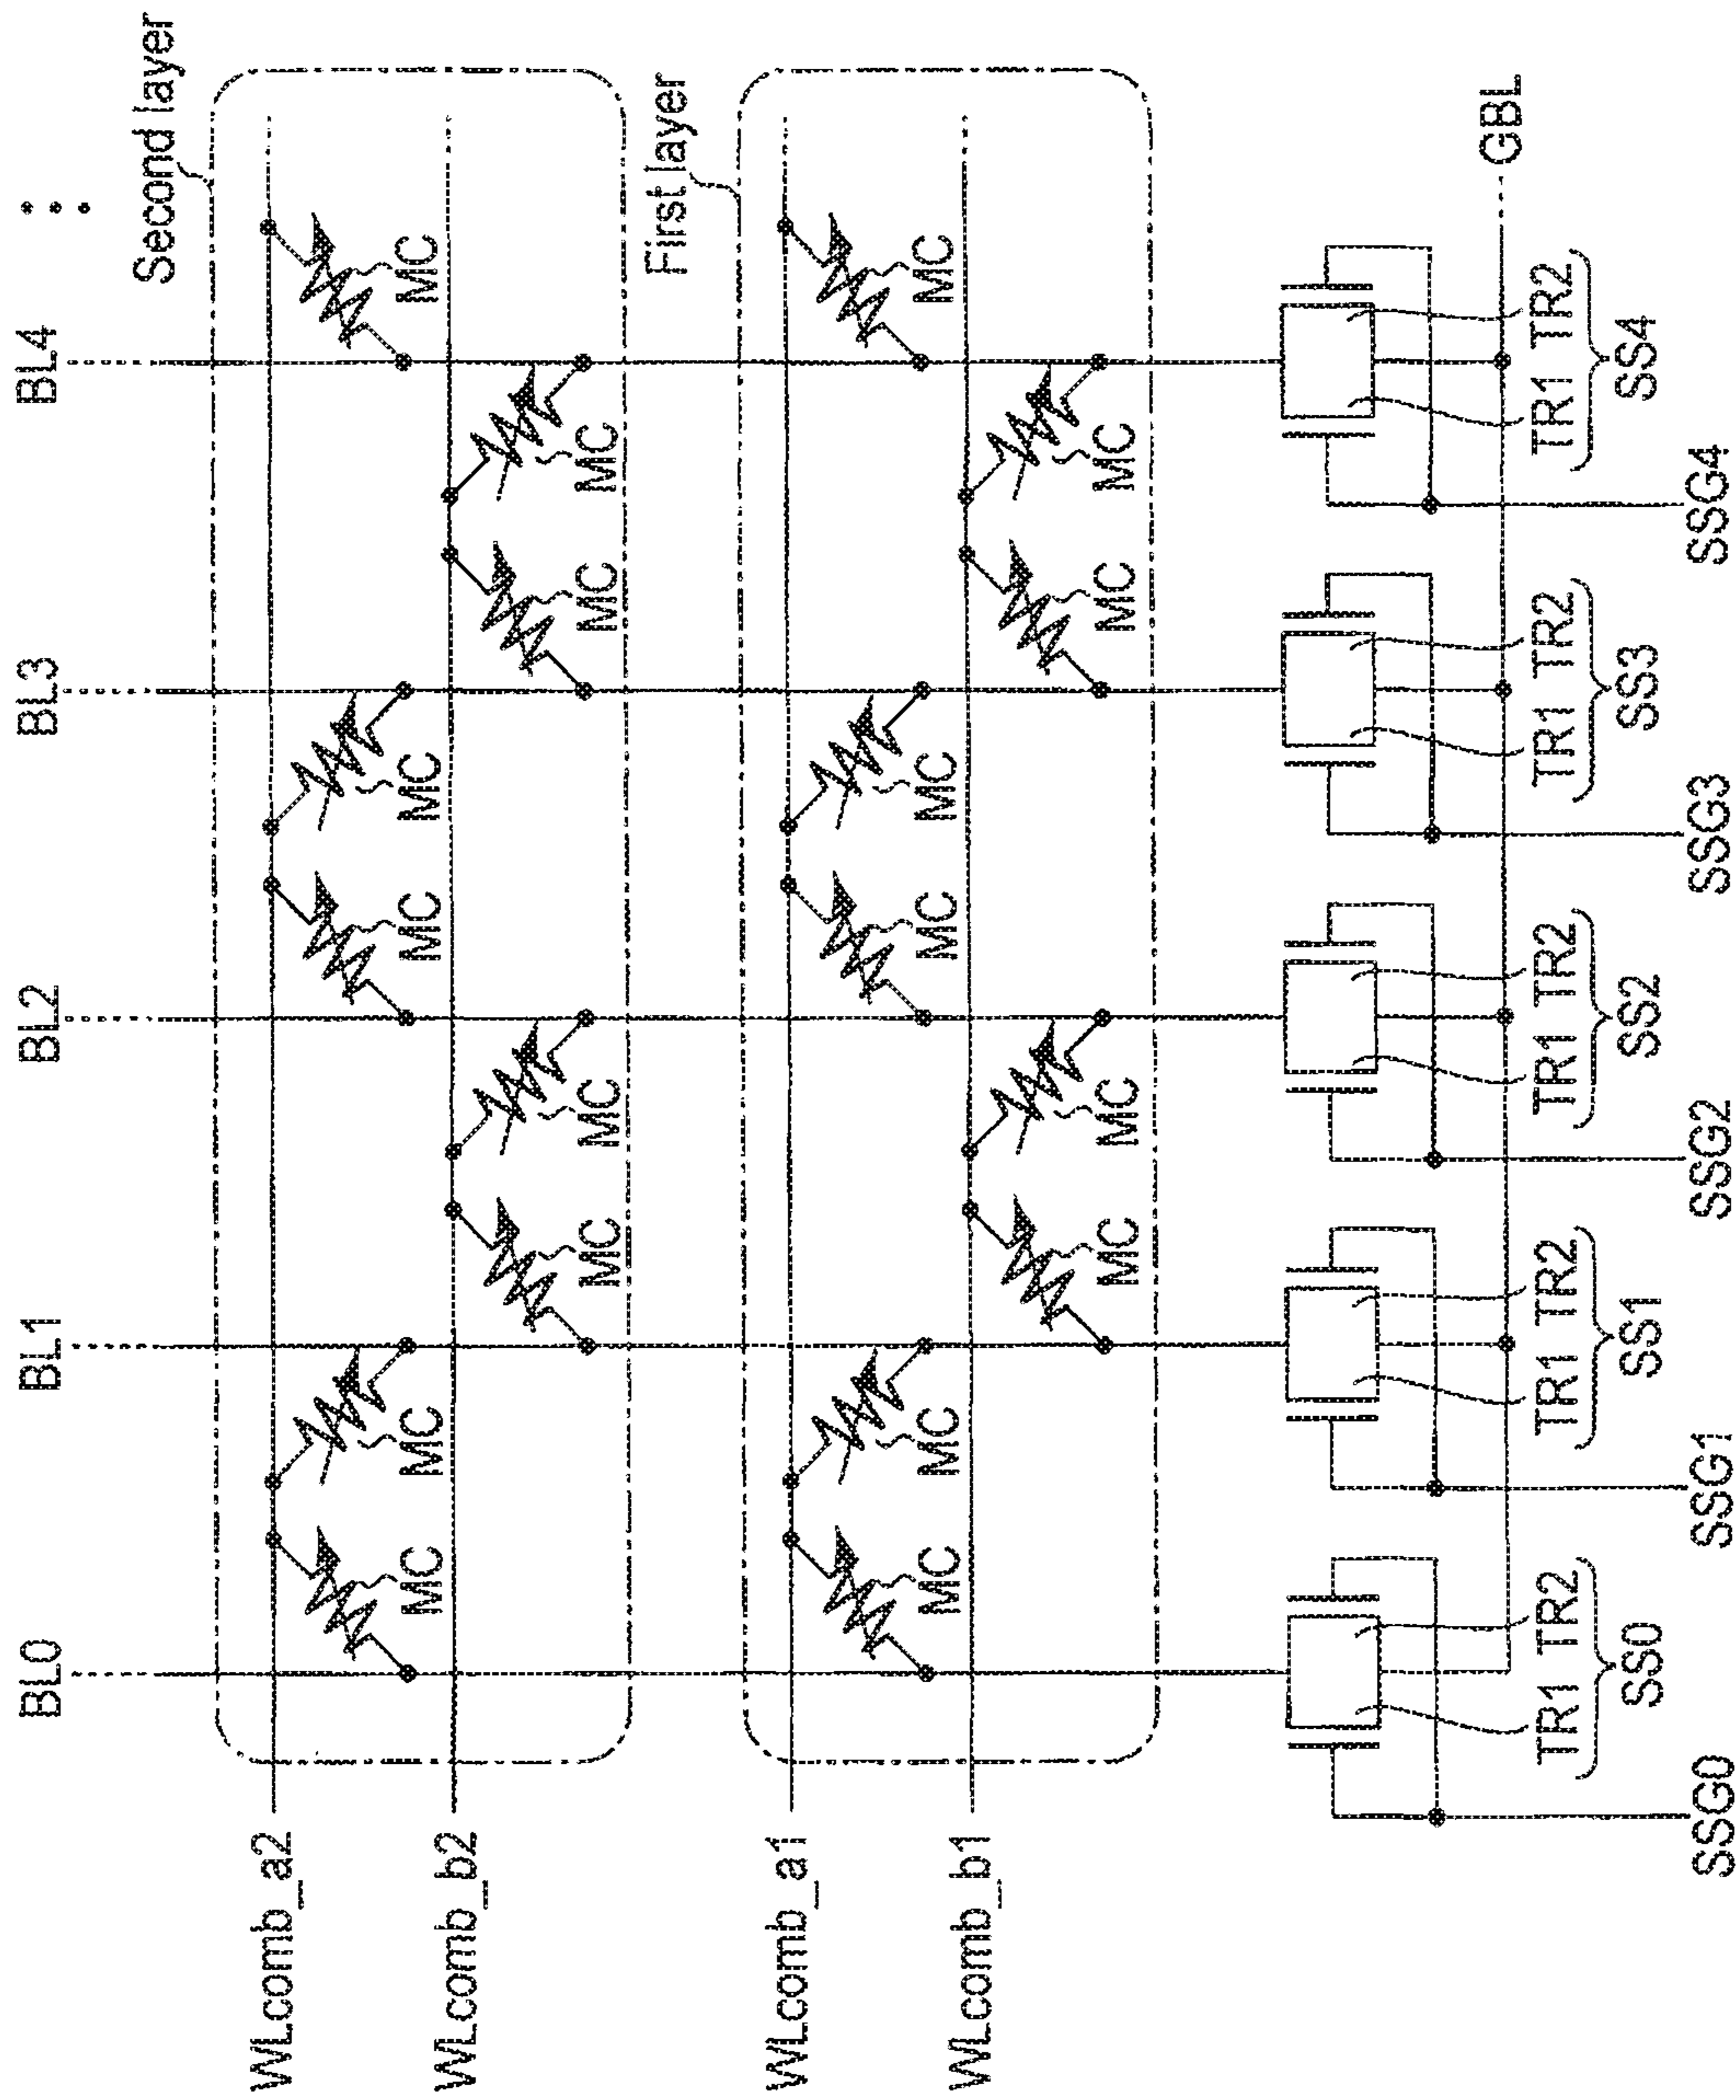 BL0 BL1 BL2 BL3 BL4 ...
Second layer
WLcomb_a2
MC MC MC MC MC
WLcomb_b2
MC MC MC MC
First layer
WLcomb_a1
MC MC MC MC MC
WLcomb_b1
MC MC MC MC
GBL
TR1 TR2 TR1 TR2 TR1 TR2 TR1 TR2 TR1 TR2
SS0 SS1 SS2 SS3 SS4
SSG0 SSG1 SSG2 SSG3 SSG4